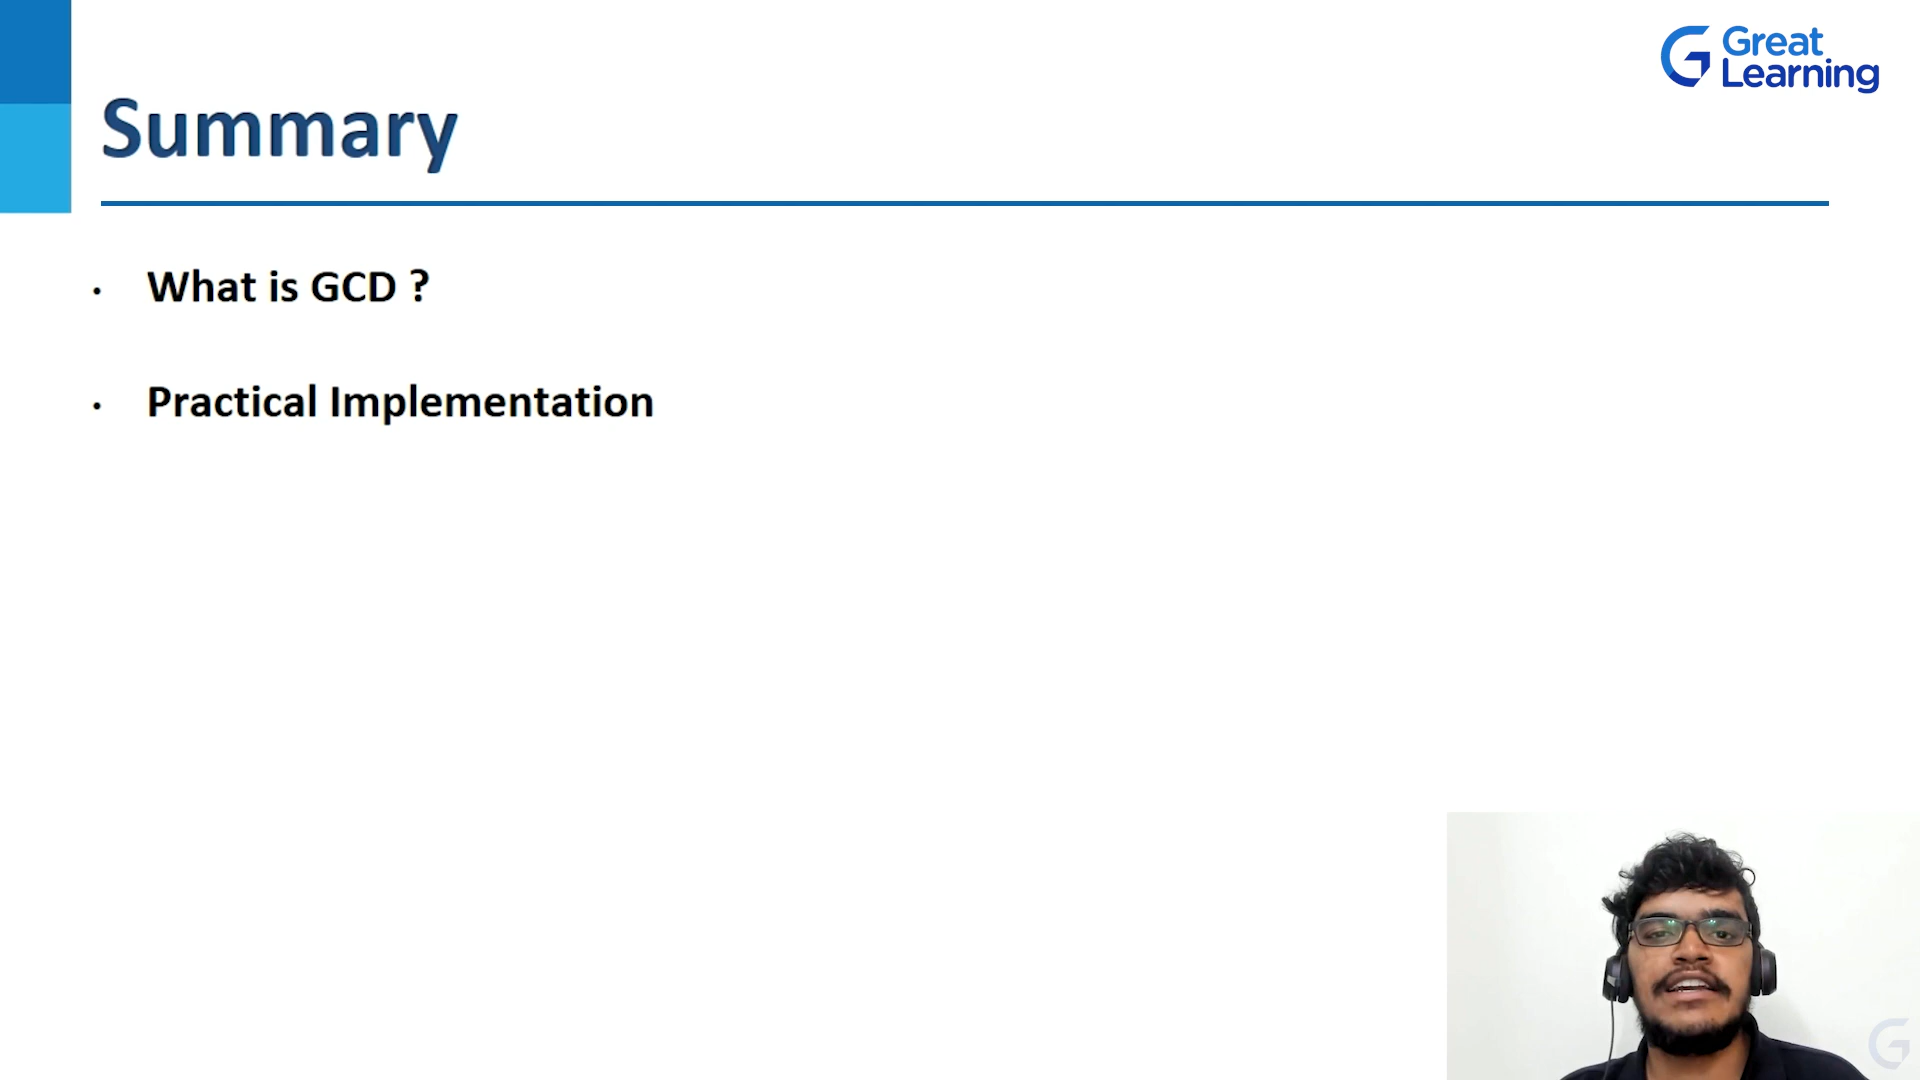 Great
Learning
Summary
• What is GCD ?
• Practical Implementation